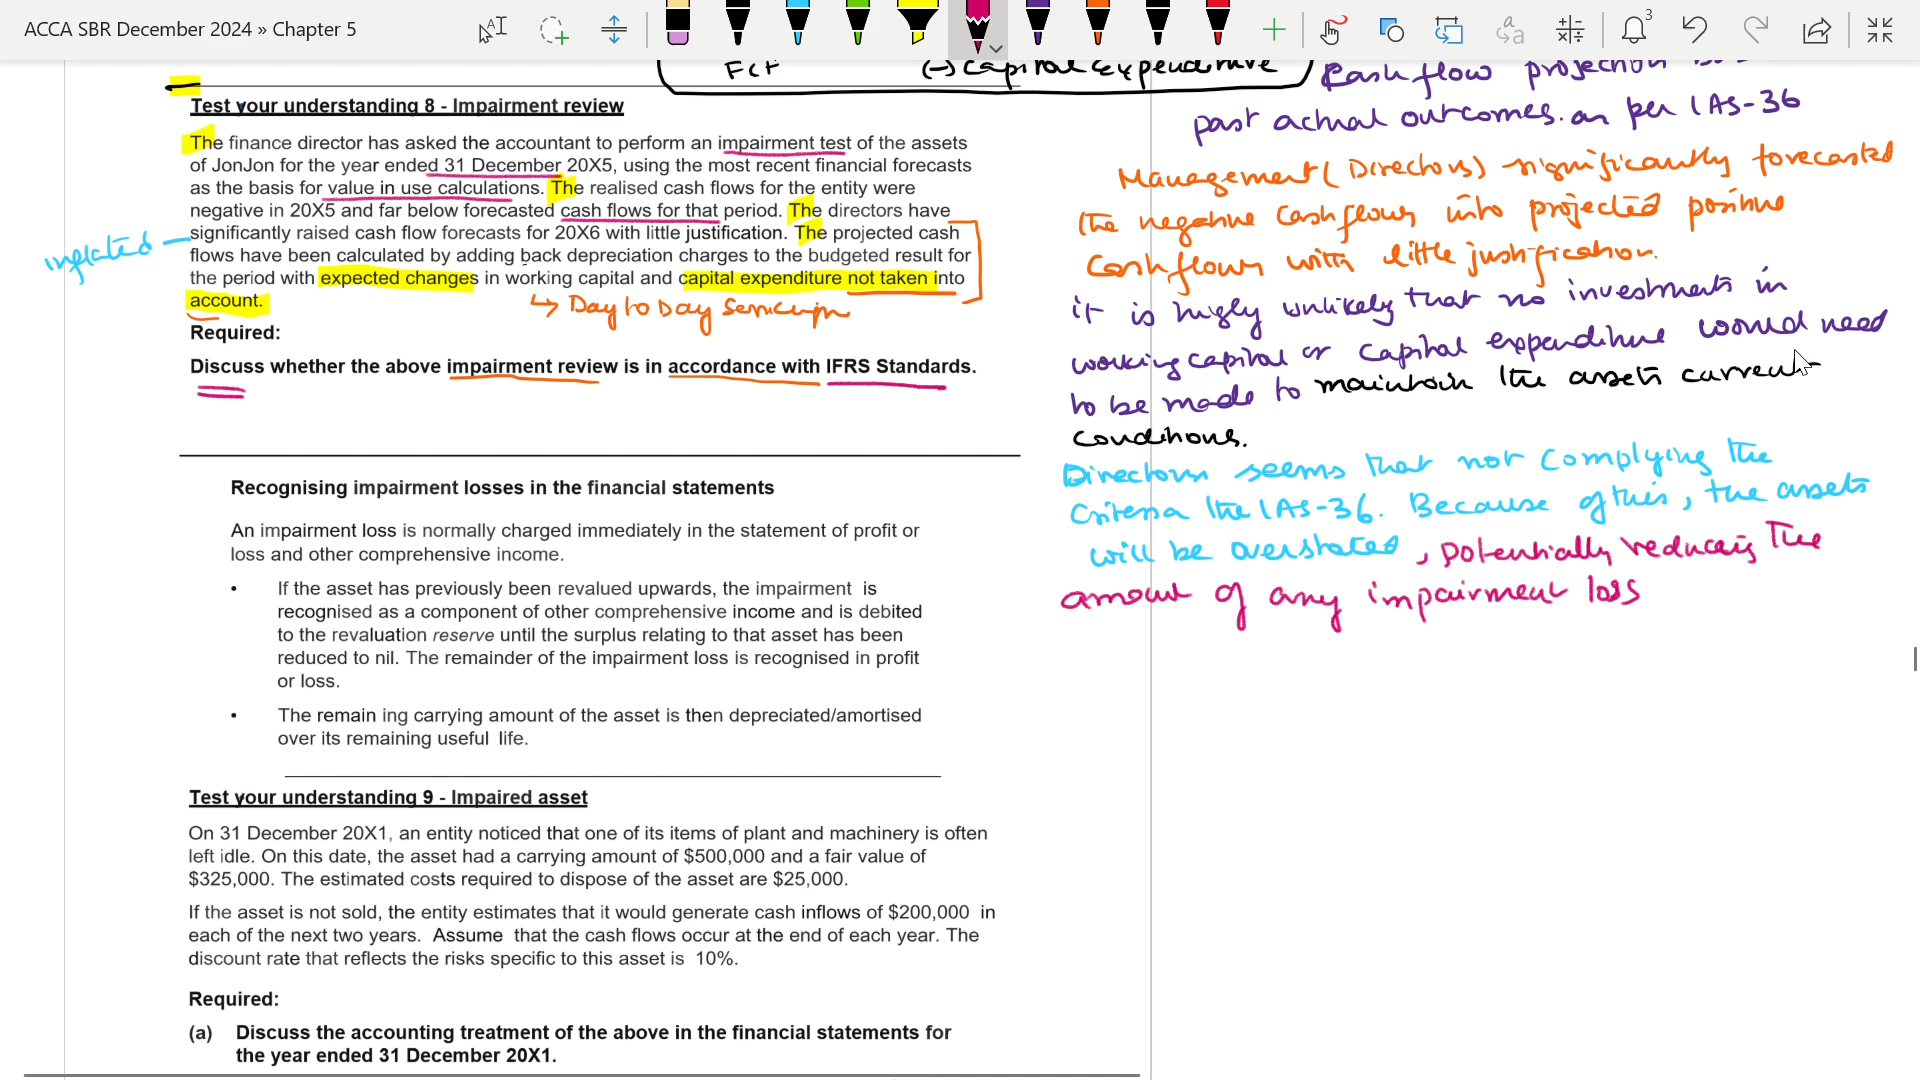 ACCA SBR December 2024 » Chapter 5
3
FCF (-) Capital Expenditure
Cash flow projection
past actual outcomes. as per IAS-36
Test your understanding 8 - Impairment review
The finance director has asked the accountant to perform an impairment test of the assets
of JonJon for the year ended 31 December 20X5, using the most recent financial forecasts
as the basis for value in use calculations. The realised cash flows for the entity were
negative in 20X5 and far below forecasted cash flows for that period. The directors have
significantly raised cash flow forecasts for 20X6 with little justification. The projected cash
flows have been calculated by adding back depreciation charges to the budgeted result for
the period with expected changes in working capital and capital expenditure not taken into
account.
inflated
↳ Day to Day Servicing
Required:
Discuss whether the above impairment review is in accordance with IFRS Standards.
Management (Directors) significantly forecasted
the negative cashflows into projected positive
cashflows with little justification.
it is higly unlikely that no investments in
working capital or capital expenditure would need
to be made to maintain the assets current
conditions.
Directors seems that not complying the
criteria the IAS-36. Because of this, the assets
will be overstated, potentially reducing the
amount of any impairment loss
Recognising impairment losses in the financial statements
An impairment loss is normally charged immediately in the statement of profit or
loss and other comprehensive income.
• If the asset has previously been revalued upwards, the impairment is
recognised as a component of other comprehensive income and is debited
to the revaluation reserve until the surplus relating to that asset has been
reduced to nil. The remainder of the impairment loss is recognised in profit
or loss.
• The remain ing carrying amount of the asset is then depreciated/amortised
over its remaining useful life.
Test your understanding 9 - Impaired asset
On 31 December 20X1, an entity noticed that one of its items of plant and machinery is often
left idle. On this date, the asset had a carrying amount of $500,000 and a fair value of
$325,000. The estimated costs required to dispose of the asset are $25,000.
If the asset is not sold, the entity estimates that it would generate cash inflows of $200,000 in
each of the next two years. Assume that the cash flows occur at the end of each year. The
discount rate that reflects the risks specific to this asset is 10%.
Required:
(a) Discuss the accounting treatment of the above in the financial statements for
the year ended 31 December 20X1.